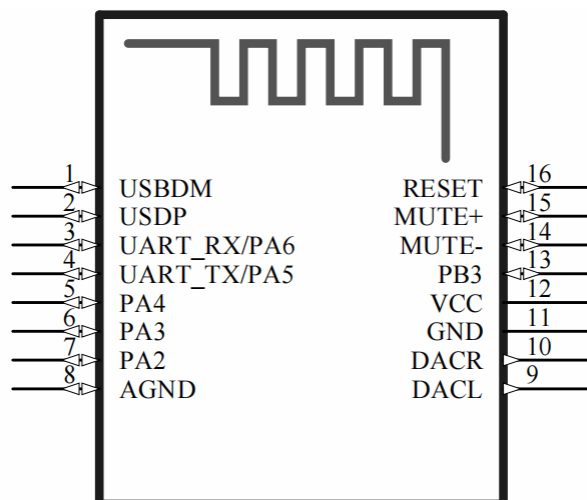 1 USBDM RESET 16
2 USDP MUTE+ 15
3 UART_RX/PA6 MUTE- 14
4 UART_TX/PA5 PB3 13
5 PA4 VCC 12
6 PA3 GND 11
7 PA2 DACR 10
8 AGND DACL 9